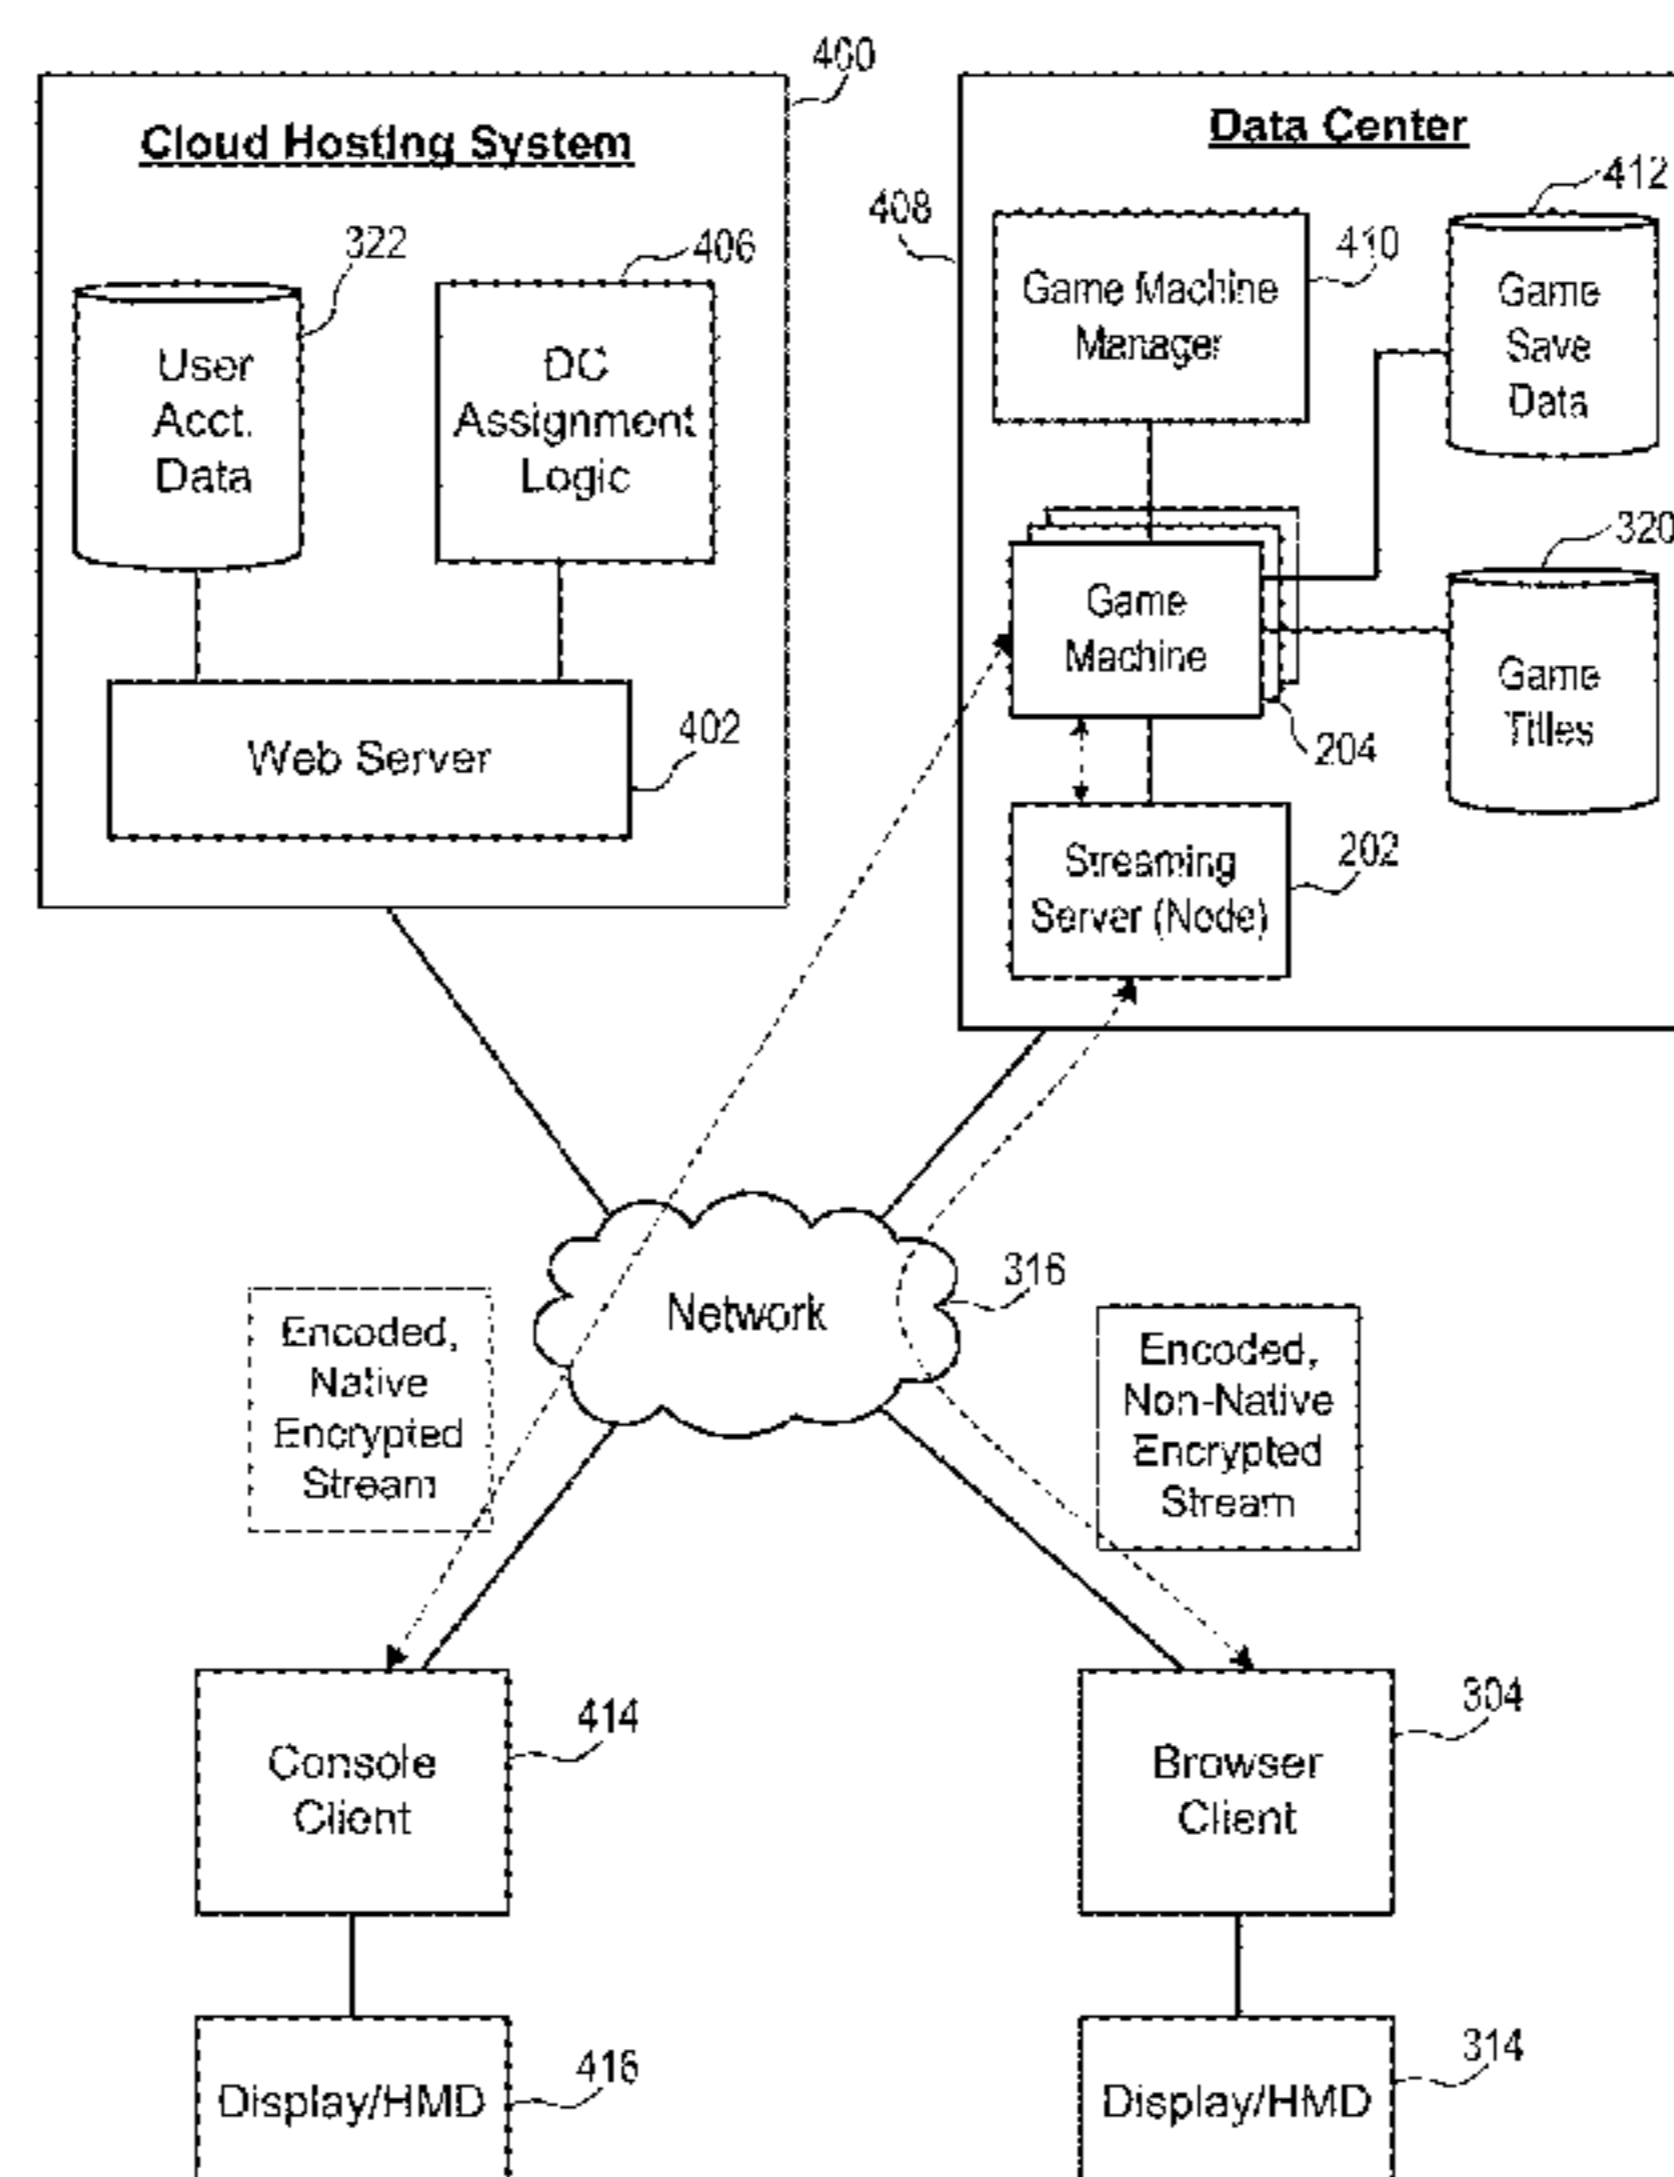 400
Cloud Hosting System
322
406
User
Acct.
Data
DC
Assignment
Logic
Web Server
402
Data Center
408
412
410
Game Machine
Manager
Game
Save
Data
320
Game
Machine
Game
Titles
204
Streaming
Server (Node)
202
Network
316
Encoded,
Native
Encrypted
Stream
Encoded,
Non-Native
Encrypted
Stream
Console
Client
414
Browser
Client
304
Display/HMD
416
Display/HMD
314